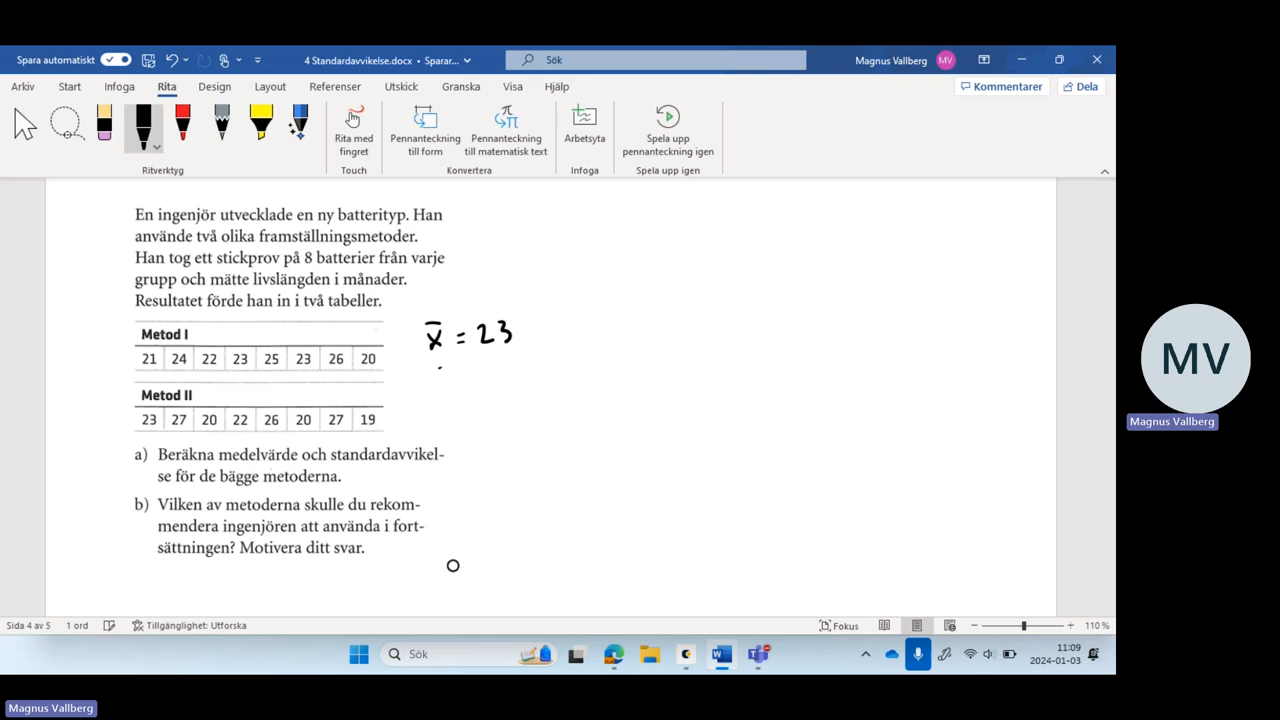 Spara automatiskt
4 Standardavvikelse.docx • Sparar...
Sök
Magnus Vallberg MV
Arkiv Start Infoga Rita Design Layout Referenser Utskick Granska Visa Hjälp
Kommentarer Dela
Rita med fingret
Pennanteckning till form
Pennanteckning till matematisk text
Arbetsyta
Spela upp pennanteckning igen
Ritverktyg Touch Konvertera Infoga Spela upp igen
En ingenjör utvecklade en ny batterityp. Han
använde två olika framställningsmetoder.
Han tog ett stickprov på 8 batterier från varje
grupp och mätte livslängden i månader.
Resultatet förde han in i två tabeller.
Metod I
21 24 22 23 25 23 26 20
x̄ = 23
Metod II
23 27 20 22 26 20 27 19
a) Beräkna medelvärde och standardavvikel-
se för de bägge metoderna.
b) Vilken av metoderna skulle du rekom-
mendera ingenjören att använda i fort-
sättningen? Motivera ditt svar.
Sida 4 av 5 1 ord Tillgänglighet: Utforska
Fokus 110 %
Sök
11:09
2024-01-03
MV
Magnus Vallberg
Magnus Vallberg